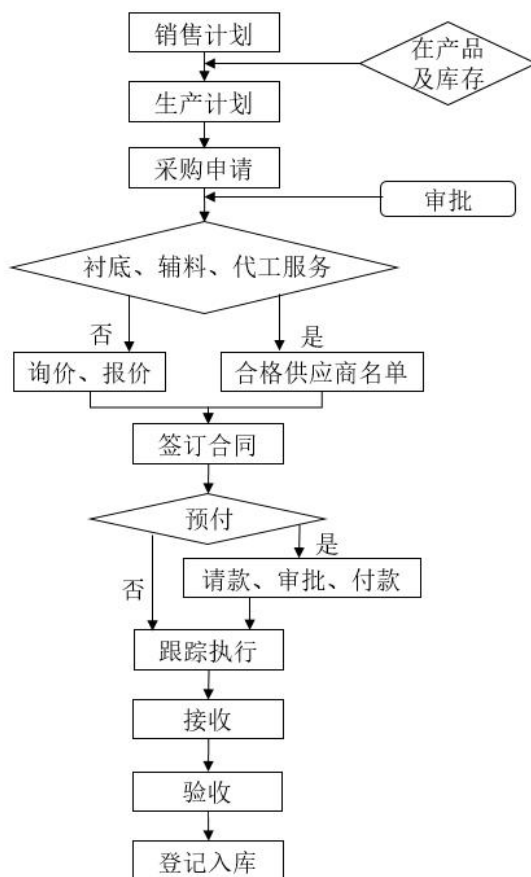 销售计划
在产品
及库存
生产计划
采购申请
审批
衬底、辅料、代工服务
否
是
询价、报价
合格供应商名单
签订合同
预付
是
否
请款、审批、付款
跟踪执行
接收
验收
登记入库